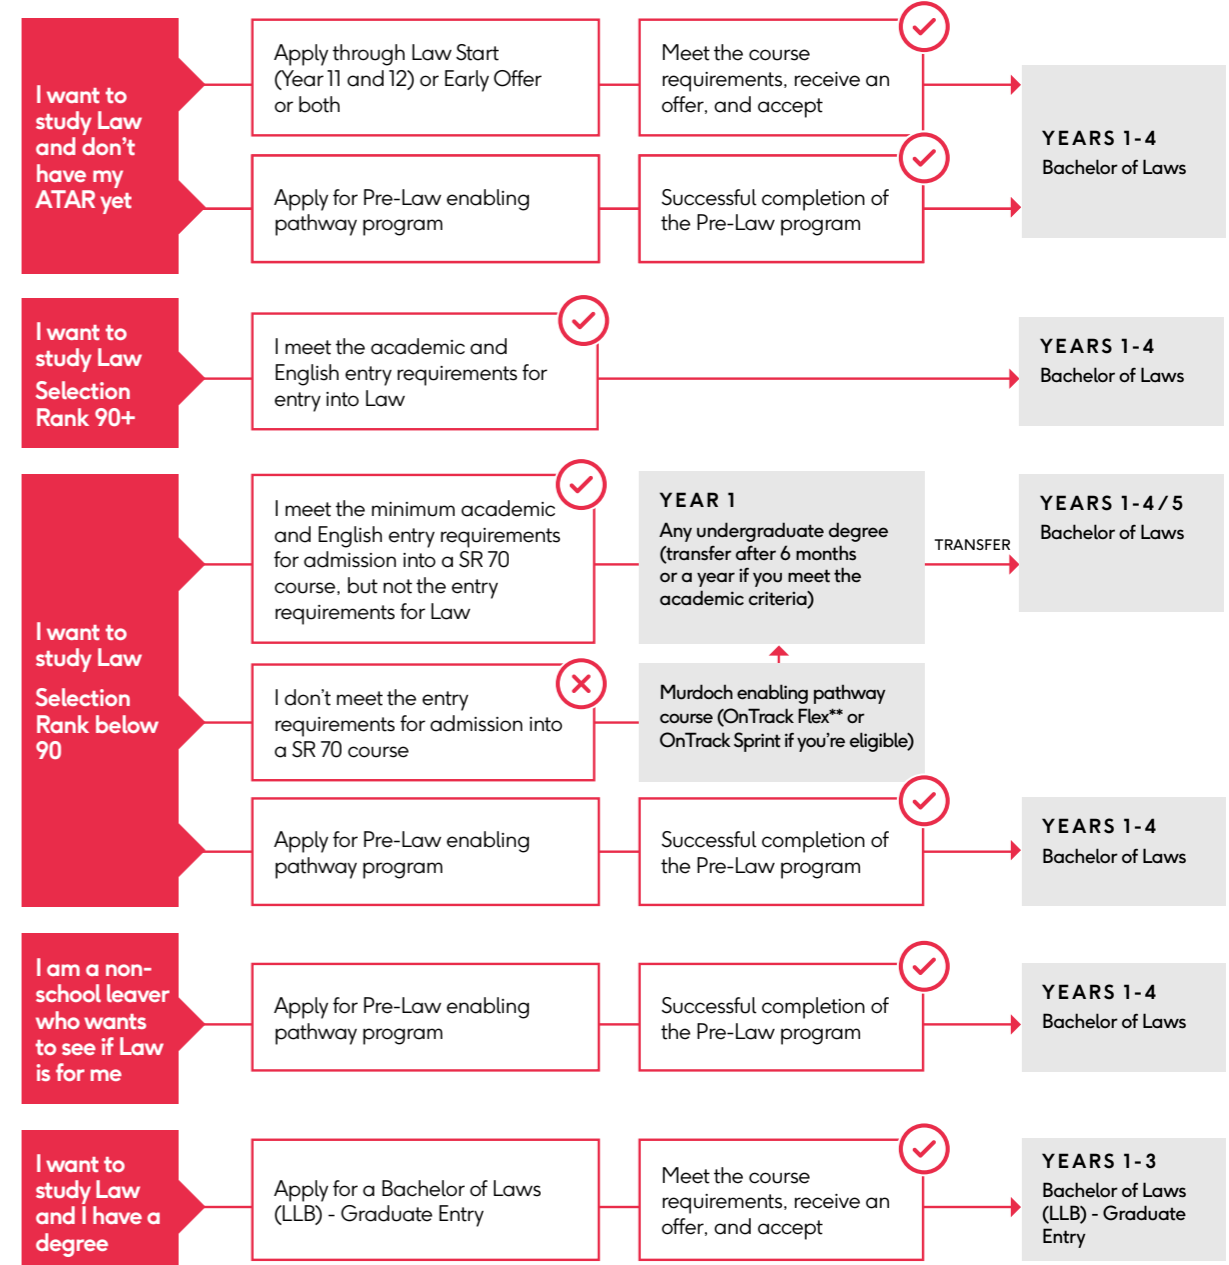 I want to
study Law
and don't
have my
ATAR yet
Apply through Law Start
(Year 11 and 12) or Early Offer
or both
Meet the course
requirements, receive an
offer, and accept
Apply for Pre-Law enabling
pathway program
Successful completion of
the Pre-Law program
YEARS 1-4
Bachelor of Laws
I want to
study Law
Selection
Rank 90+
I meet the academic and
English entry requirements for
entry into Law
YEARS 1-4
Bachelor of Laws
I want to
study Law
Selection
Rank below
90
I meet the minimum academic
and English entry requirements
for admission into a SR 70
course, but not the entry
requirements for Law
YEAR 1
Any undergraduate degree
(transfer after 6 months
or a year if you meet the
academic criteria)
TRANSFER
YEARS 1-4/5
Bachelor of Laws
I don't meet the entry
requirements for admission into
a SR 70 course
Murdoch enabling pathway
course (OnTrack Flex** or
OnTrack Sprint if you're eligible)
Apply for Pre-Law enabling
pathway program
Successful completion of
the Pre-Law program
YEARS 1-4
Bachelor of Laws
I am a non-
school leaver
who wants
to see if Law
is for me
Apply for Pre-Law enabling
pathway program
Successful completion of
the Pre-Law program
YEARS 1-4
Bachelor of Laws
I want to
study Law
and I have a
degree
Apply for a Bachelor of Laws
(LLB) - Graduate Entry
Meet the course
requirements, receive an
offer, and accept
YEARS 1-3
Bachelor of Laws
(LLB) - Graduate
Entry